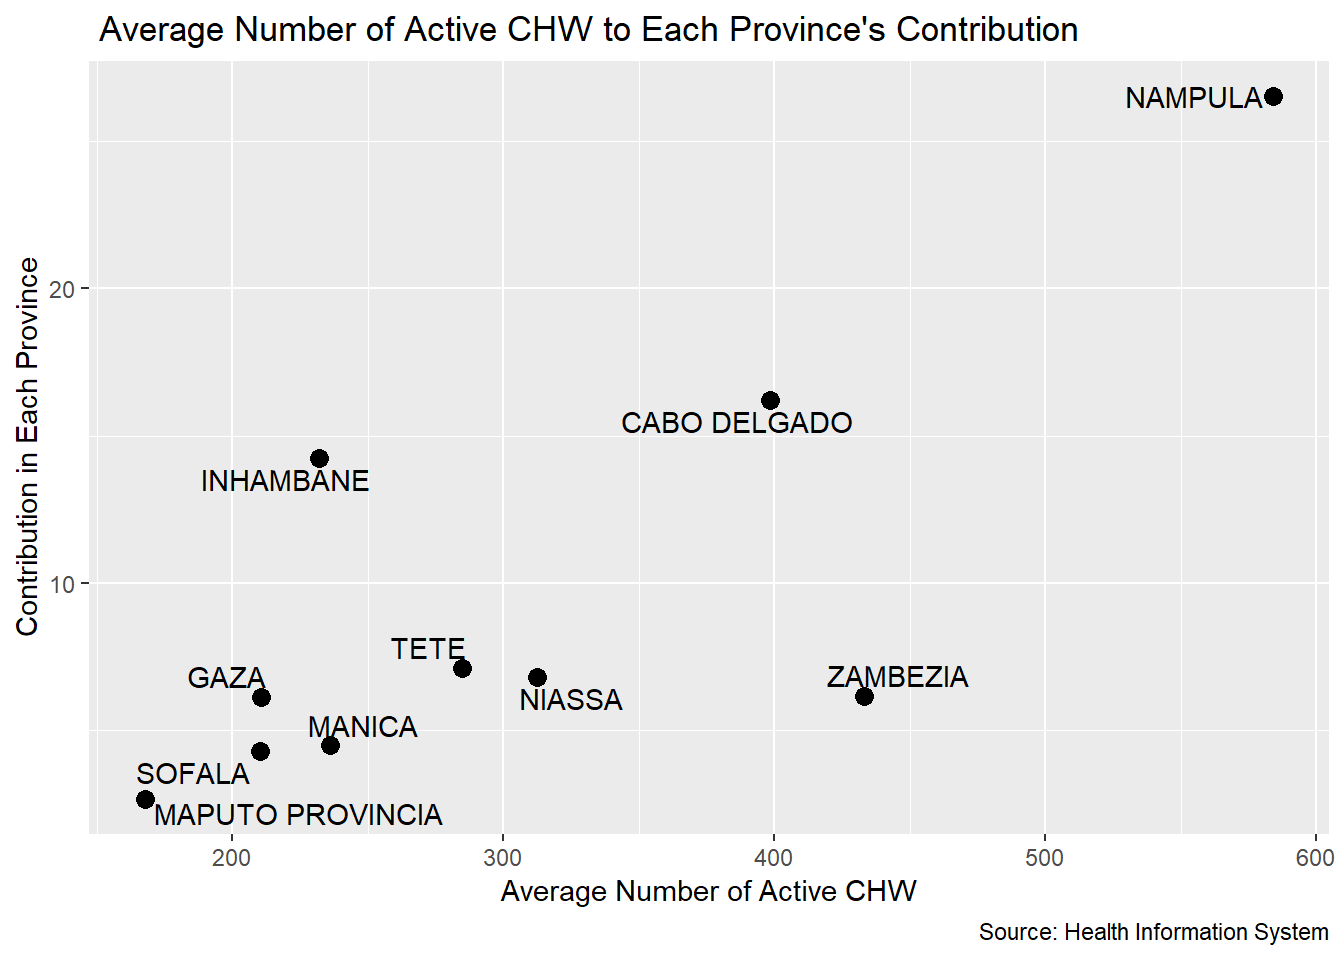 Average Number of Active CHW to Each Province's Contribution
NAMPULA
20
Contribution in Each Province
CABO DELGADO
INHAMBANE
10
TETE
GAZA
ZAMBEZIA
NIASSA
MANICA
SOFALA
MAPUTO PROVINCIA
200 300 400 500 600
Average Number of Active CHW
Source: Health Information System